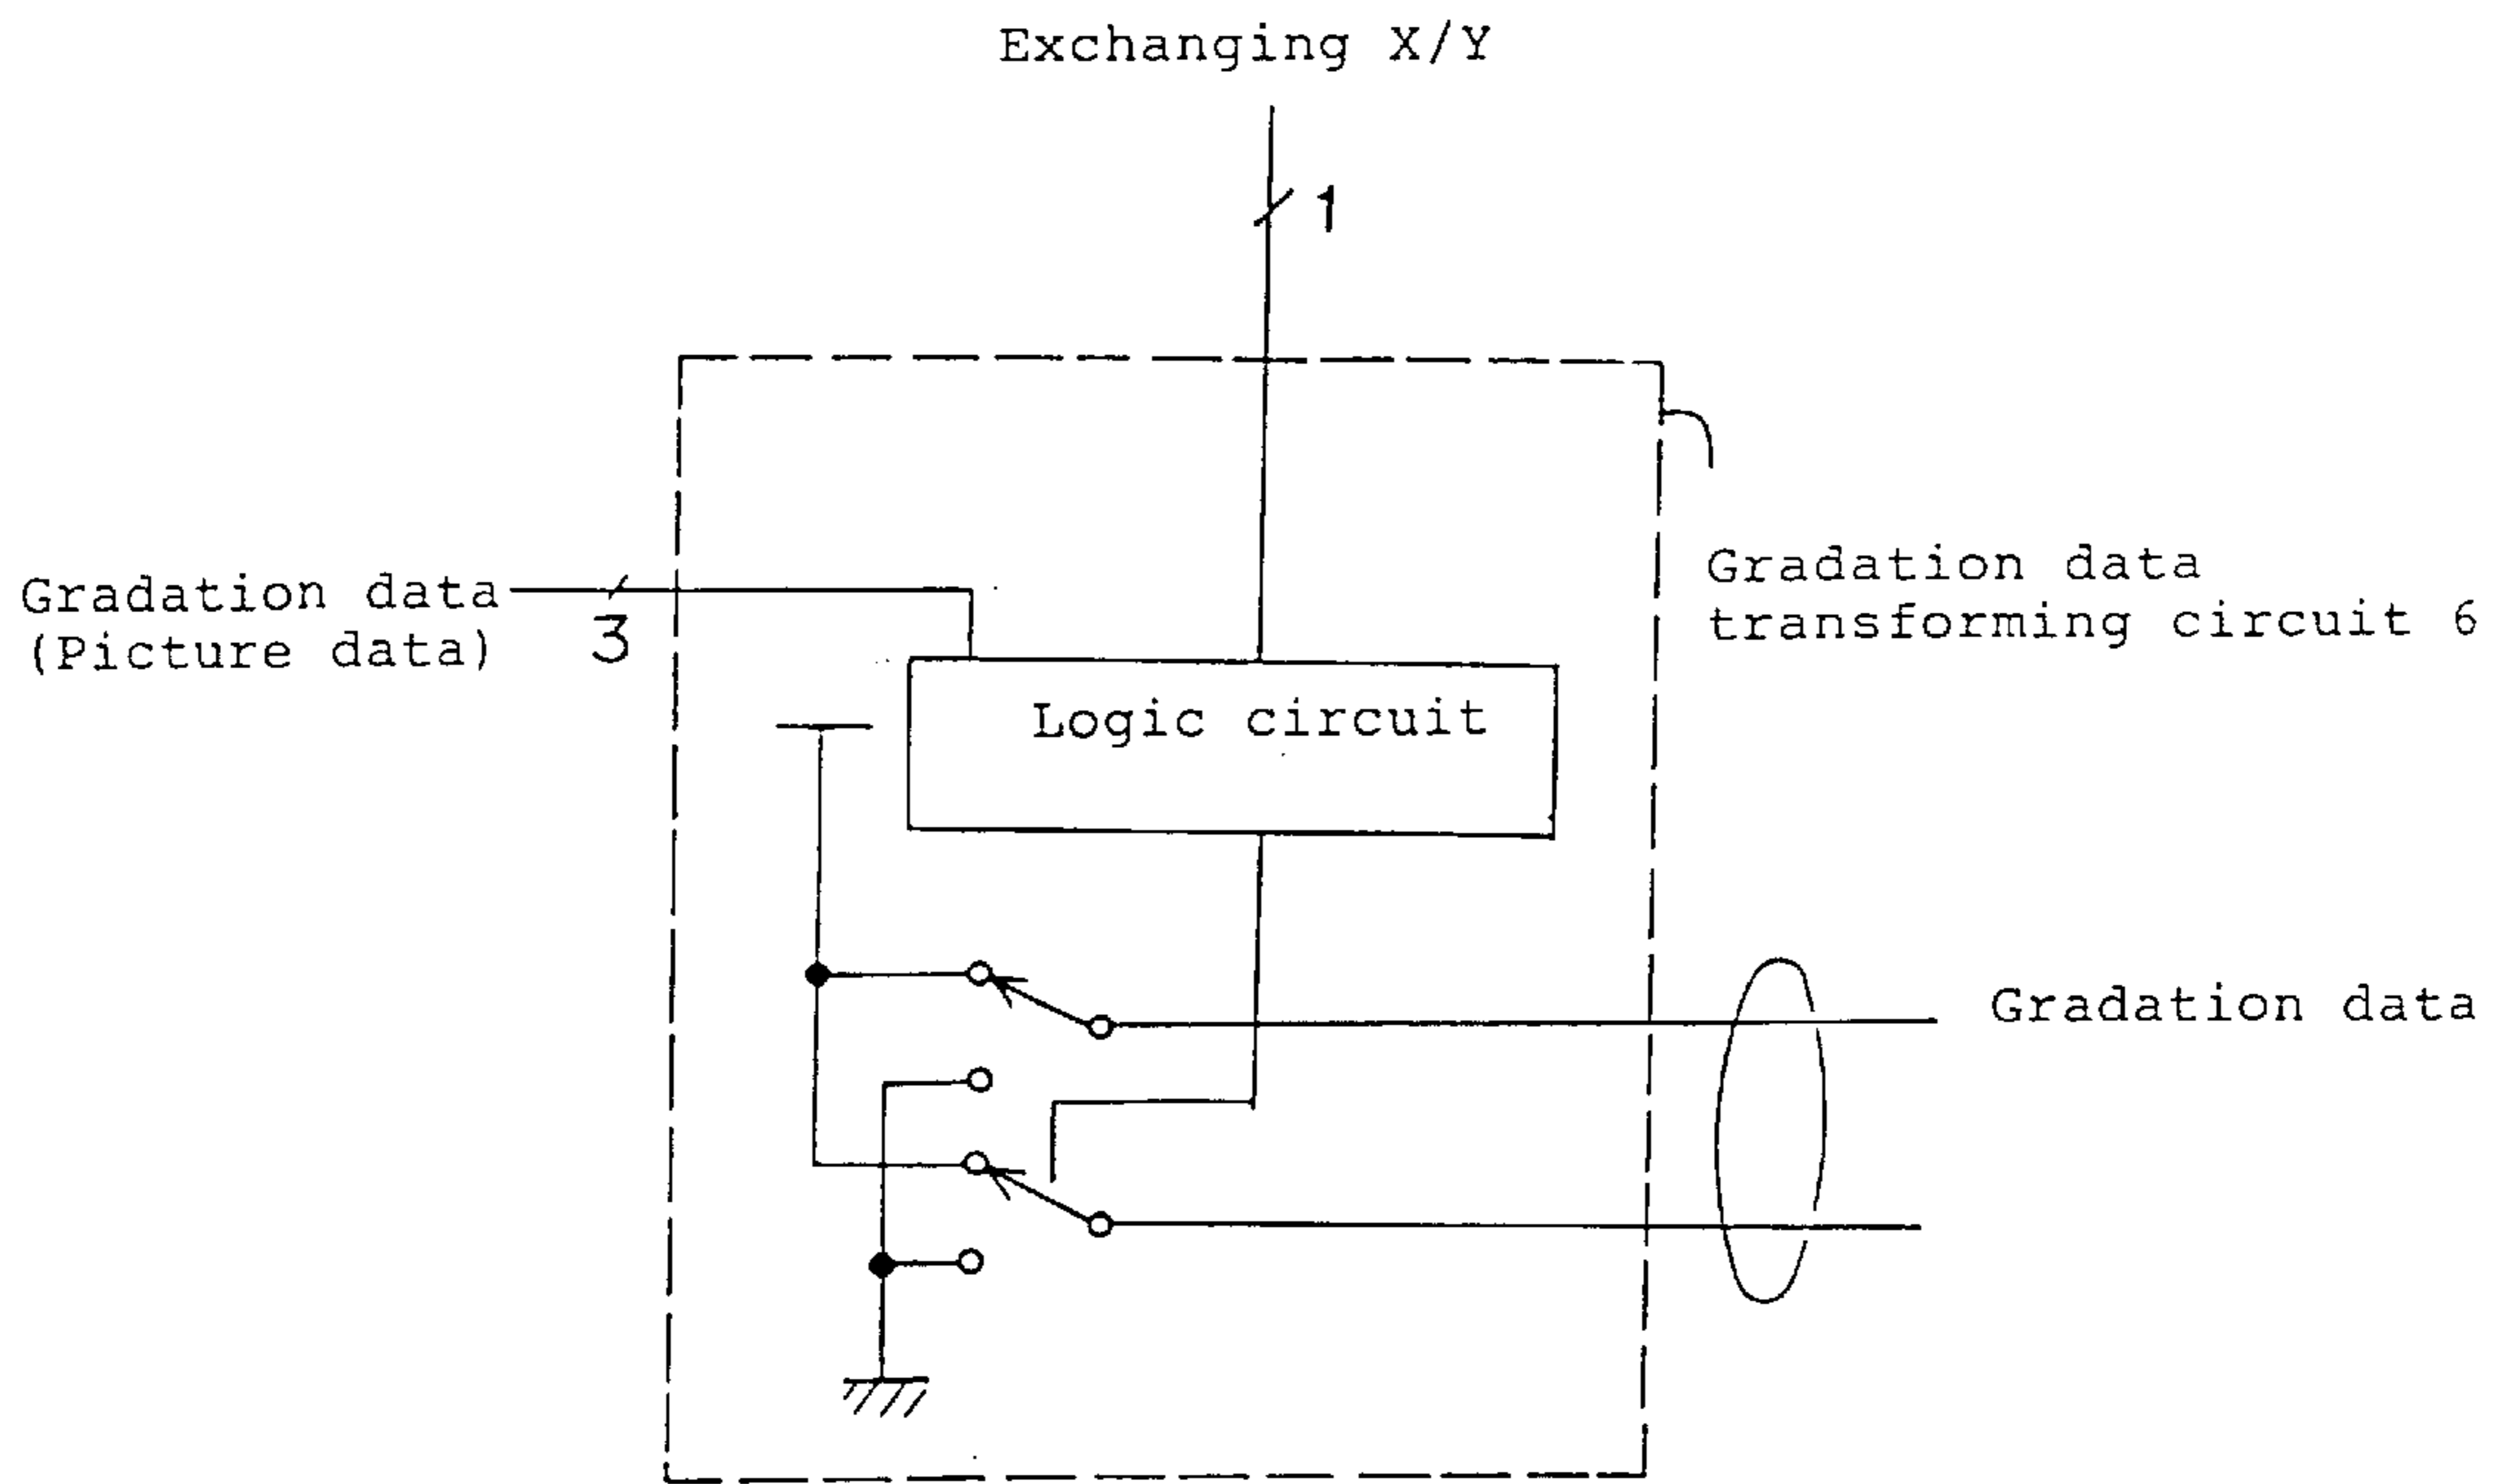 Exchanging X/Y
1
Gradation data
(Picture data)
3
Gradation data
transforming circuit 6
Logic circuit
Gradation data